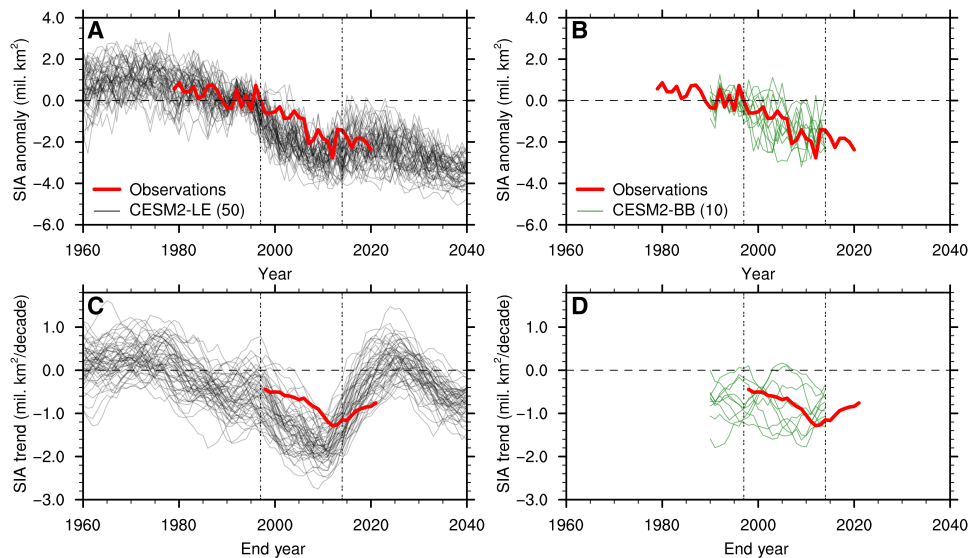 A
SIA anomaly (mil. km²)
4.0
2.0
0.0
−2.0
−4.0
−6.0
Observations
CESM2-LE (50)
1960 1980 2000 2020 2040
Year
B
SIA anomaly (mil. km²)
4.0
2.0
0.0
−2.0
−4.0
−6.0
Observations
CESM2-BB (10)
1960 1980 2000 2020 2040
Year
C
SIA trend (mil. km²/decade)
1.0
0.0
−1.0
−2.0
−3.0
1960 1980 2000 2020 2040
End year
D
SIA trend (mil. km²/decade)
1.0
0.0
−1.0
−2.0
−3.0
1960 1980 2000 2020 2040
End year